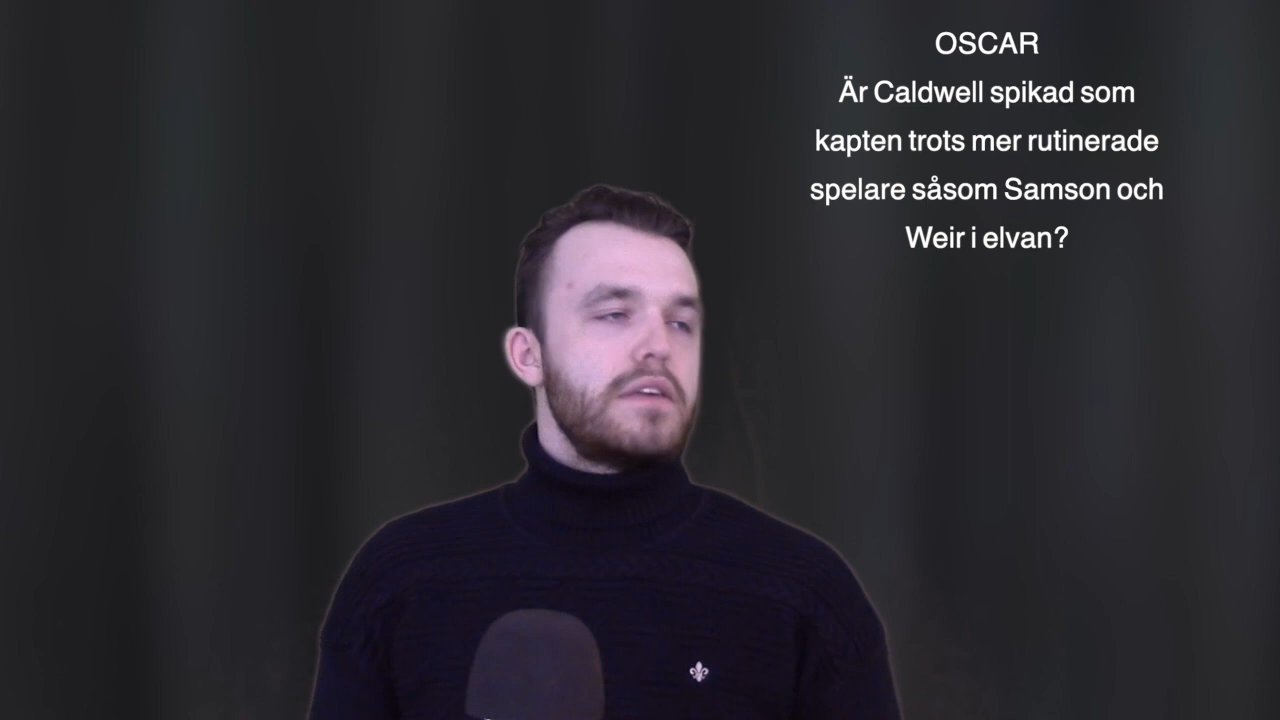 OSCAR
Är Caldwell spikad som
kapten trots mer rutinerade
spelare såsom Samson och
Weir i elvan?